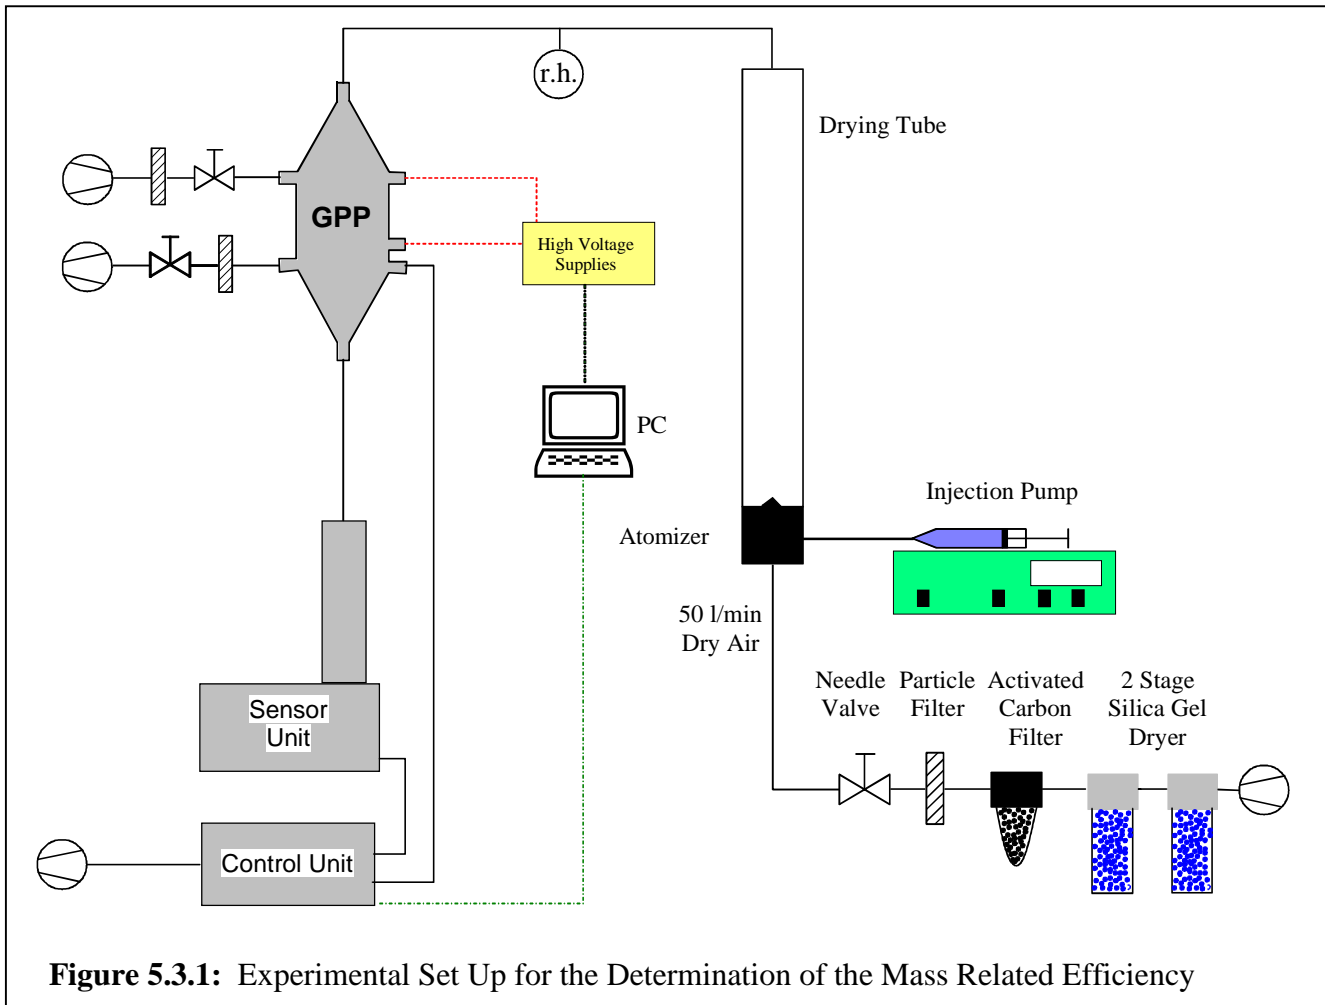 r.h.
Drying Tube
GPP
High Voltage
Supplies
PC
Injection Pump
Atomizer
50 l/min
Dry Air
Needle
Valve
Particle
Filter
Activated
Carbon
Filter
2 Stage
Silica Gel
Dryer
Sensor
Unit
Control Unit
Figure 5.3.1: Experimental Set Up for the Determination of the Mass Related Efficiency